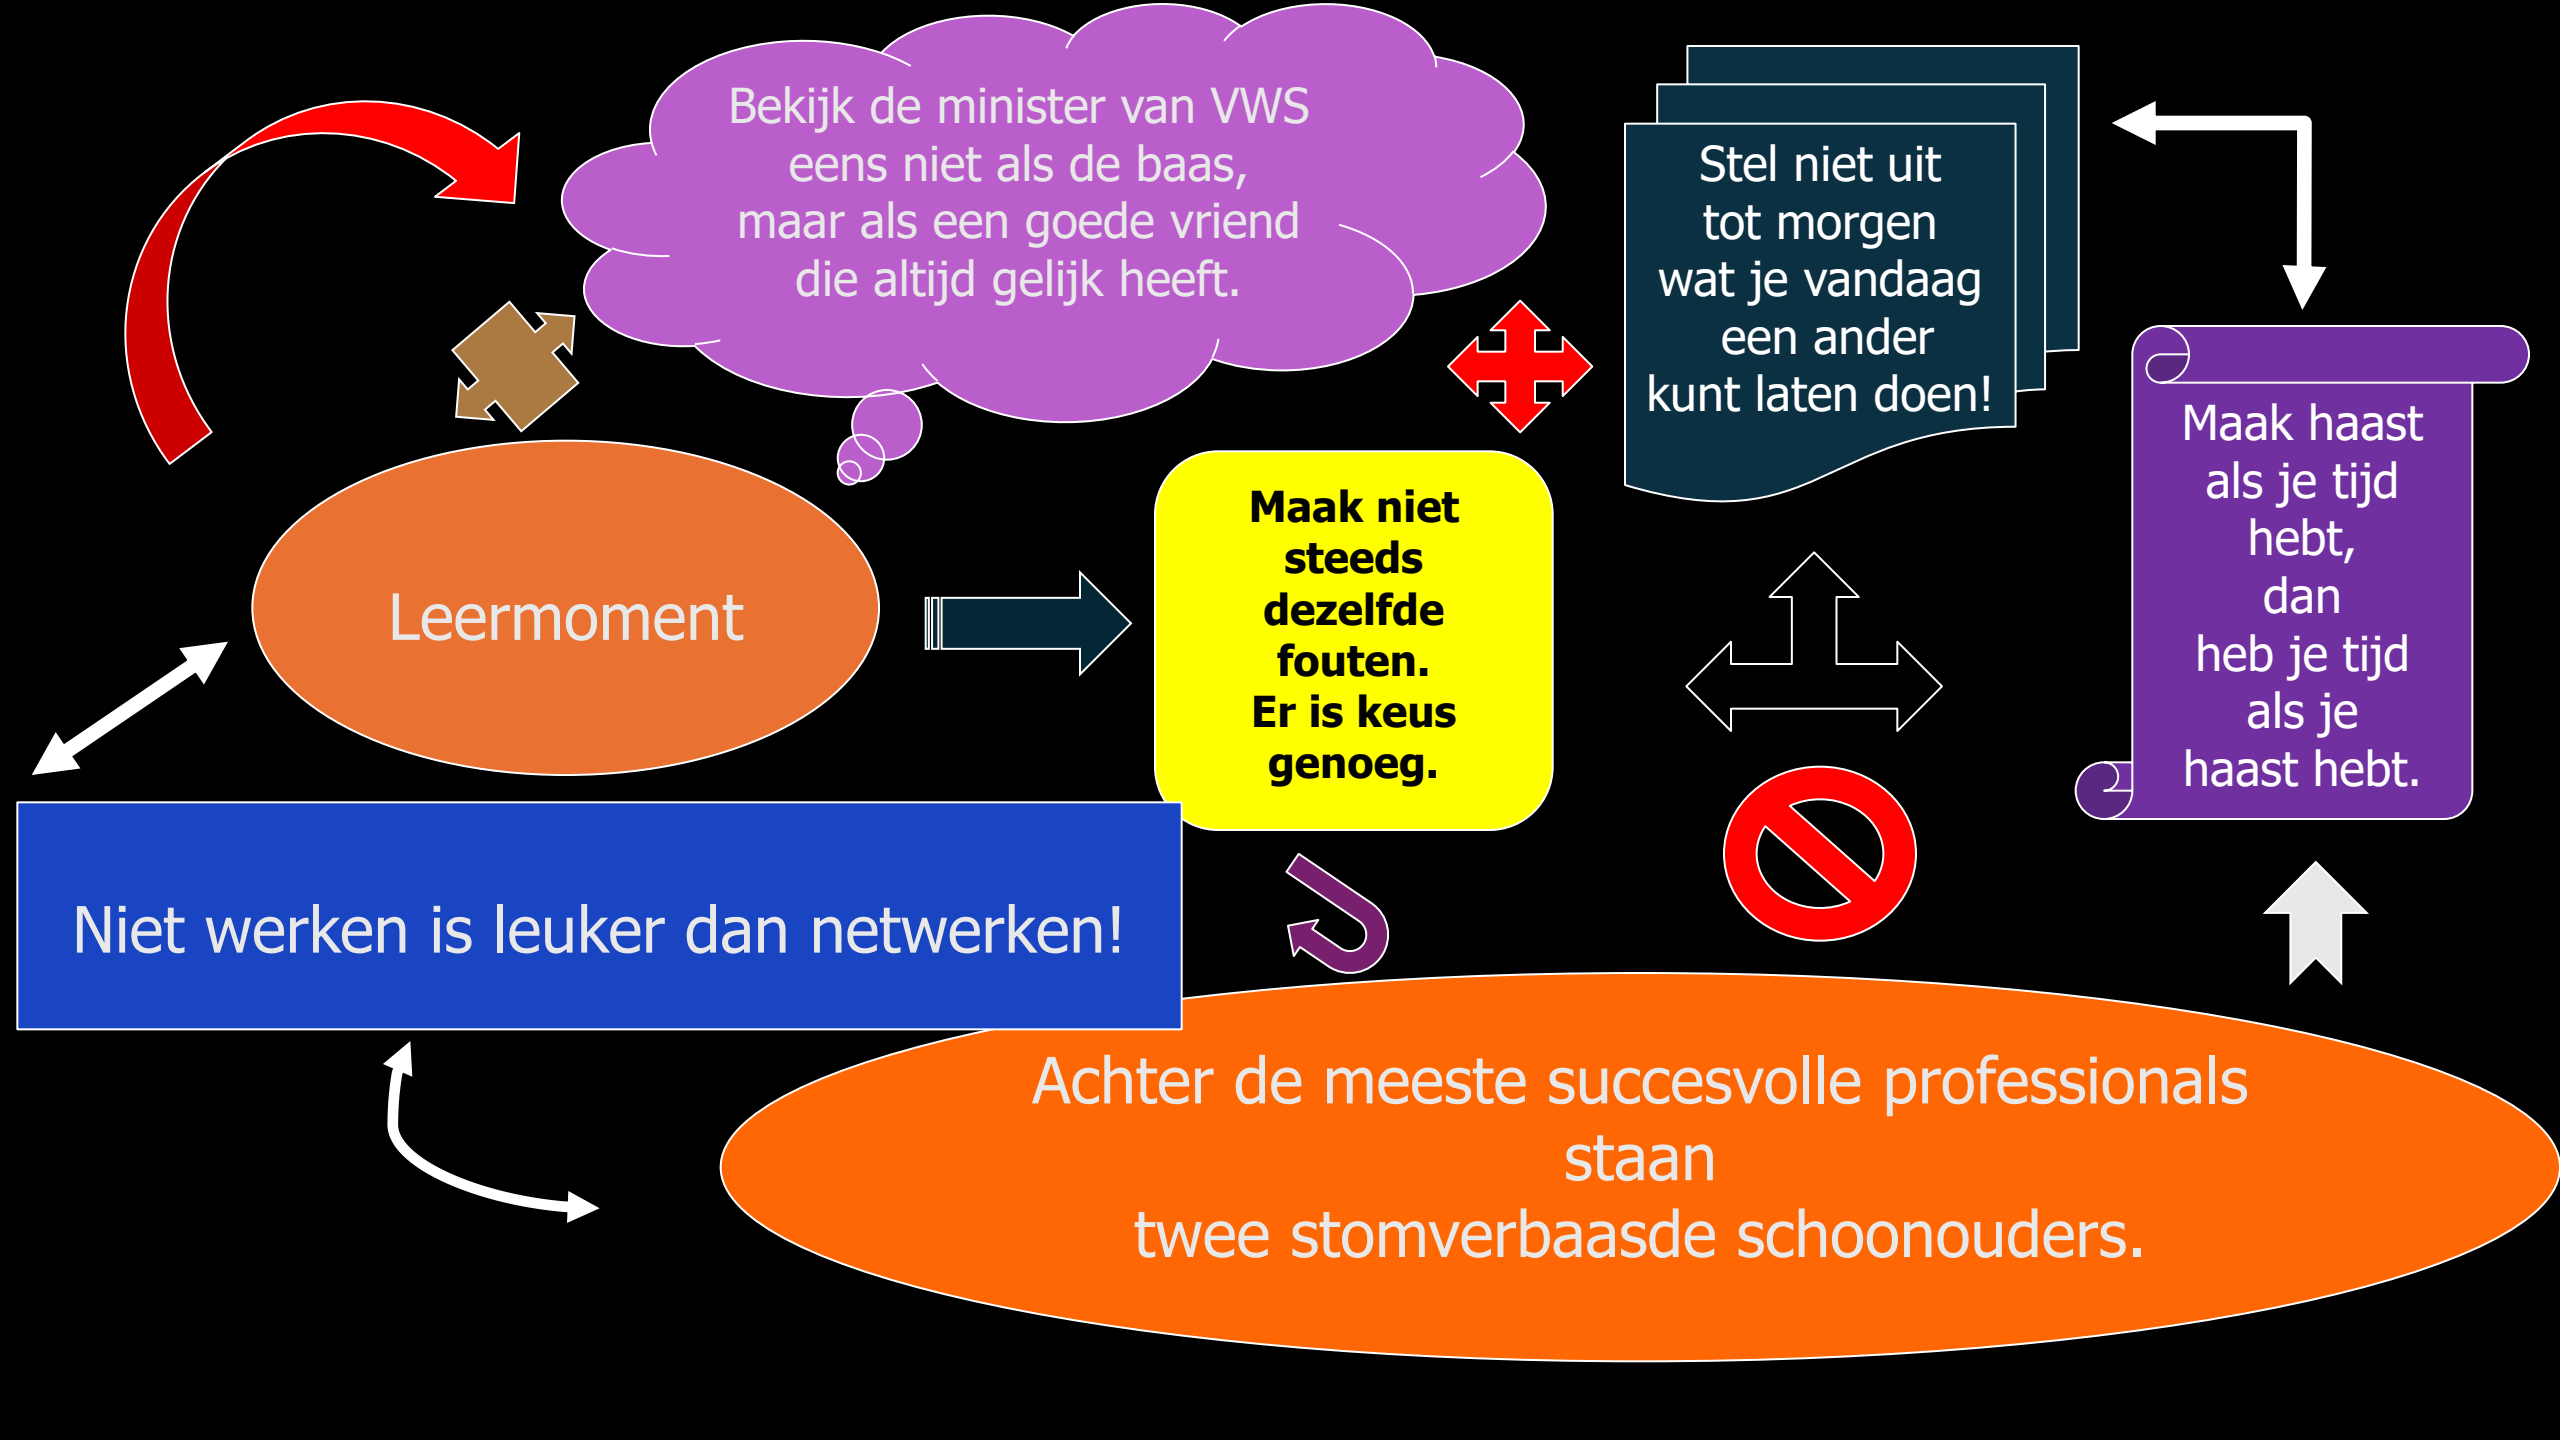 Bekijk de minister van VWS
eens niet als de baas,
maar als een goede vriend
die altijd gelijk heeft.
Stel niet uit
tot morgen
wat je vandaag
een ander
kunt laten doen!
Maak haast
als je tijd
hebt,
dan
heb je tijd
als je
haast hebt.
Leermoment
Maak niet
steeds
dezelfde
fouten.
Er is keus
genoeg.
Niet werken is leuker dan netwerken!
Achter de meeste succesvolle professionals
staan
twee stomverbaasde schoonouders.